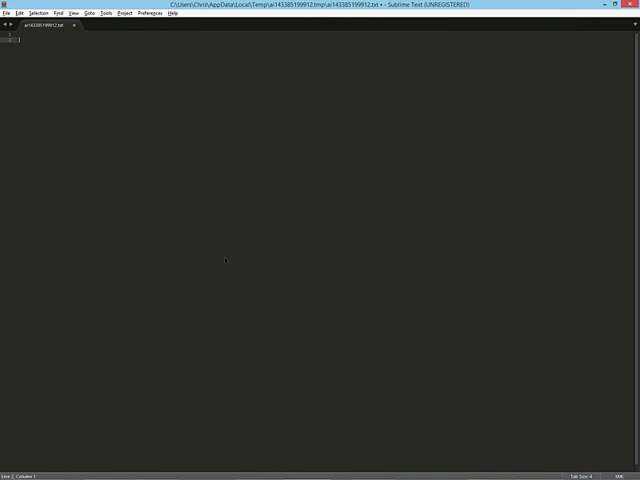 C:\Users\Chris\AppData\Local\Temp\ai143385199912.tmp\ai143385199912.txt • - Sublime Text (UNREGISTERED)
File Edit Selection Find View Goto Tools Project Preferences Help
ai143385199912.txt
1
2
Line 2, Column 1 Tab Size: 4 XML